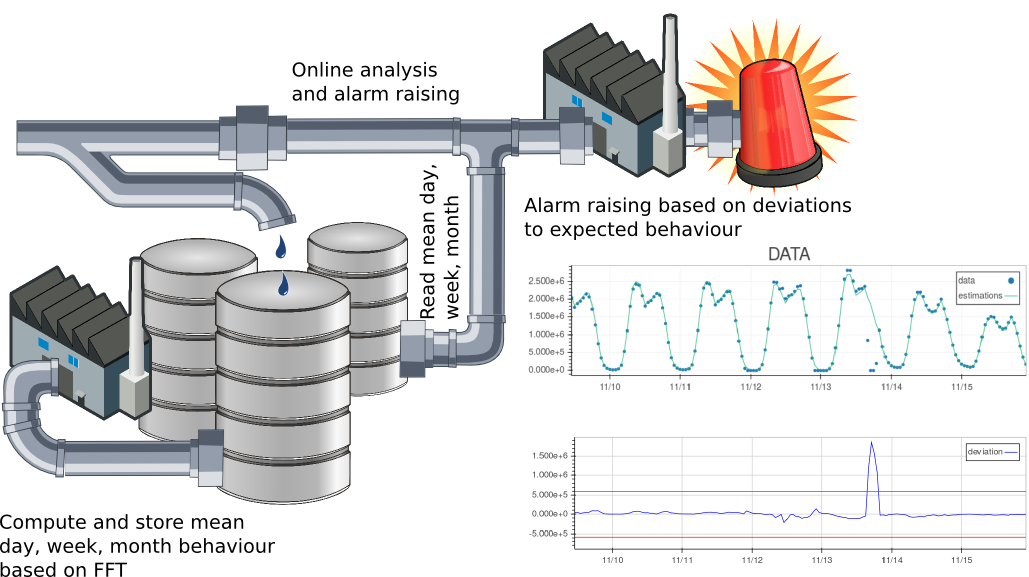 Online analysis
and alarm raising
Read mean day,
week, month
Alarm raising based on deviations
to expected behaviour
DATA
2.500e+6
2.000e+6
1.500e+6
1.000e+6
5.000e+5
0.000e+0
data
estimations
11/10 11/11 11/12 11/13 11/14 11/15
1.500e+6
1.000e+6
5.000e+5
0.000e+0
-5.000e+5
deviation
11/10 11/11 11/12 11/13 11/14 11/15
Compute and store mean
day, week, month behaviour
based on FFT